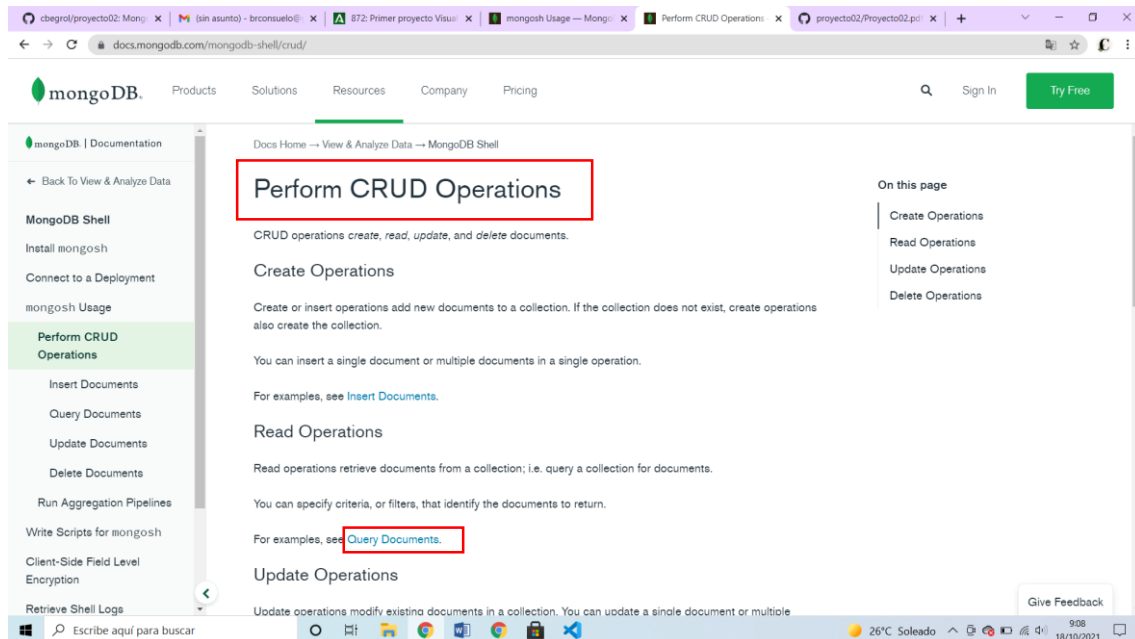 cbegrol/proyecto02: Mong
(sin asunto) - brconsuelo@
872: Primer proyecto Visual
mongosh Usage — Mongo
Perform CRUD Operations
proyecto02/Proyecto02.pd
docs.mongodb.com/mongodb-shell/crud/
mongoDB.
Products
Solutions
Resources
Company
Pricing
Sign In
Try Free
mongoDB. | Documentation
← Back To View & Analyze Data
MongoDB Shell
Install mongosh
Connect to a Deployment
mongosh Usage
Perform CRUD
Operations
Insert Documents
Query Documents
Update Documents
Delete Documents
Run Aggregation Pipelines
Write Scripts for mongosh
Client-Side Field Level
Encryption
Retrieve Shell Logs
Docs Home → View & Analyze Data → MongoDB Shell
Perform CRUD Operations
CRUD operations create, read, update, and delete documents.
Create Operations
Create or insert operations add new documents to a collection. If the collection does not exist, create operations
also create the collection.
You can insert a single document or multiple documents in a single operation.
For examples, see Insert Documents.
Read Operations
Read operations retrieve documents from a collection; i.e. query a collection for documents.
You can specify criteria, or filters, that identify the documents to return.
For examples, see Query Documents.
Update Operations
Update operations modify existing documents in a collection. You can update a single document or multiple
On this page
Create Operations
Read Operations
Update Operations
Delete Operations
Give Feedback
Escribe aquí para buscar
26°C Soleado
9:08
18/10/2021